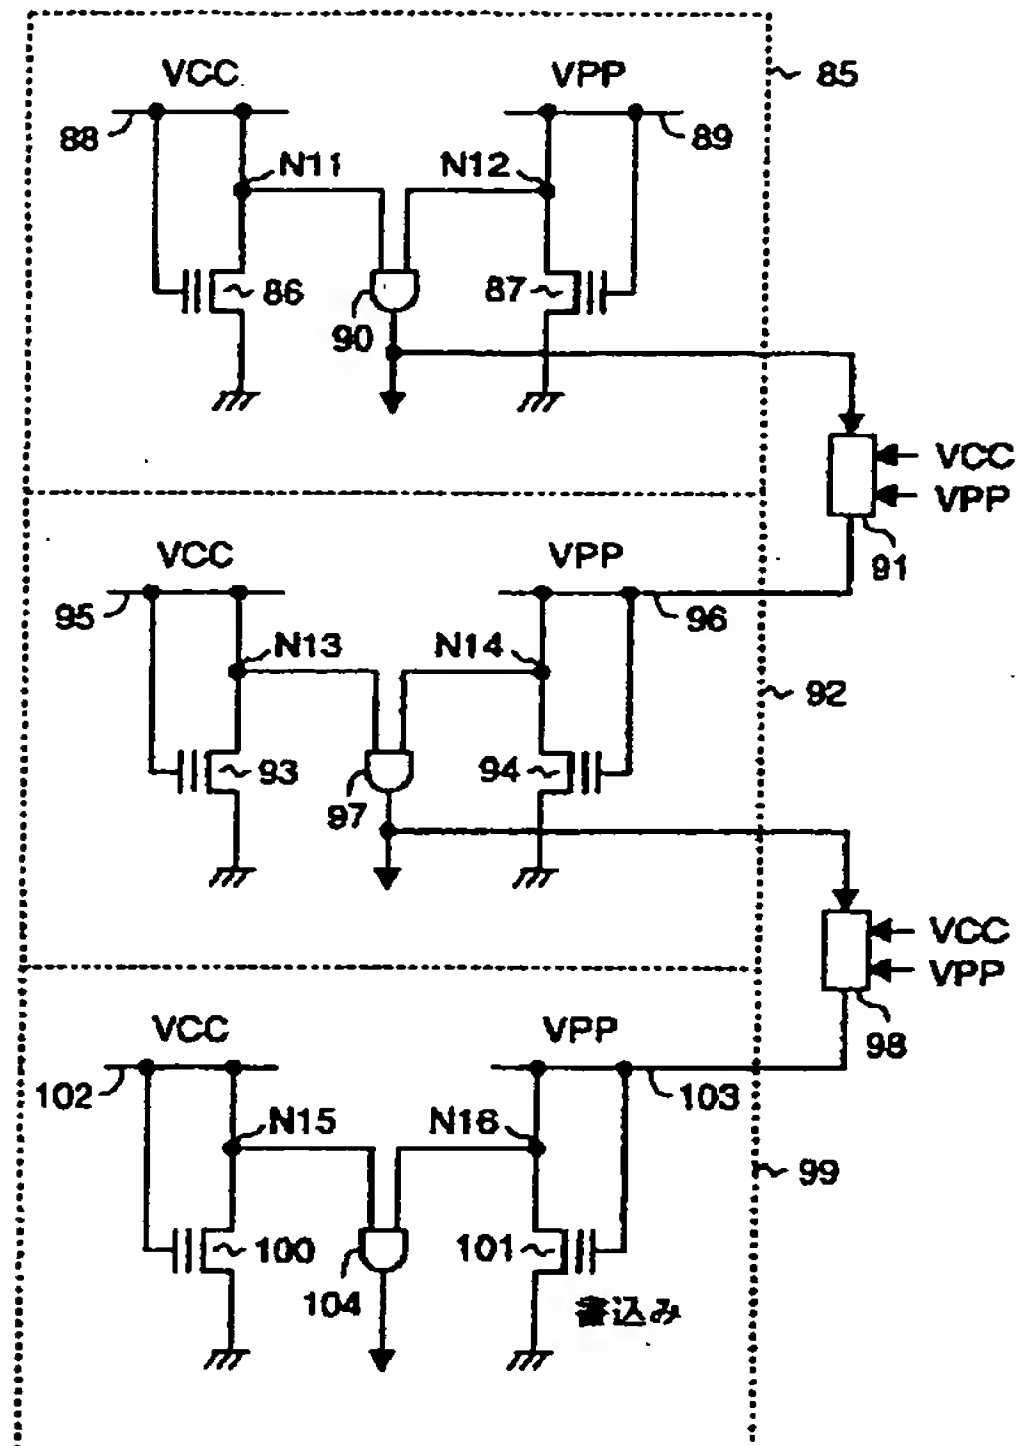 VCC VPP 85
88 89
N11 N12
86 87
90
VCC
VPP
91
VCC VPP
95 96
N13 N14
92
93 94
97
VCC
VPP
98
VCC VPP
102 103
N15 N16
99
100 101
104
書込み